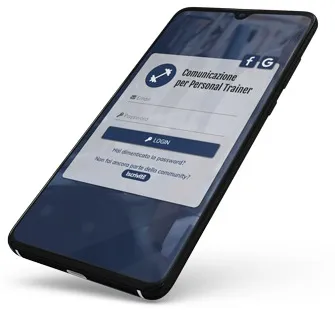 f G
Comunicazione
per Personal Trainer
Email
Password
LOGIN
Hai dimenticato la password?
Non fai ancora parte della community?
Iscriviti!